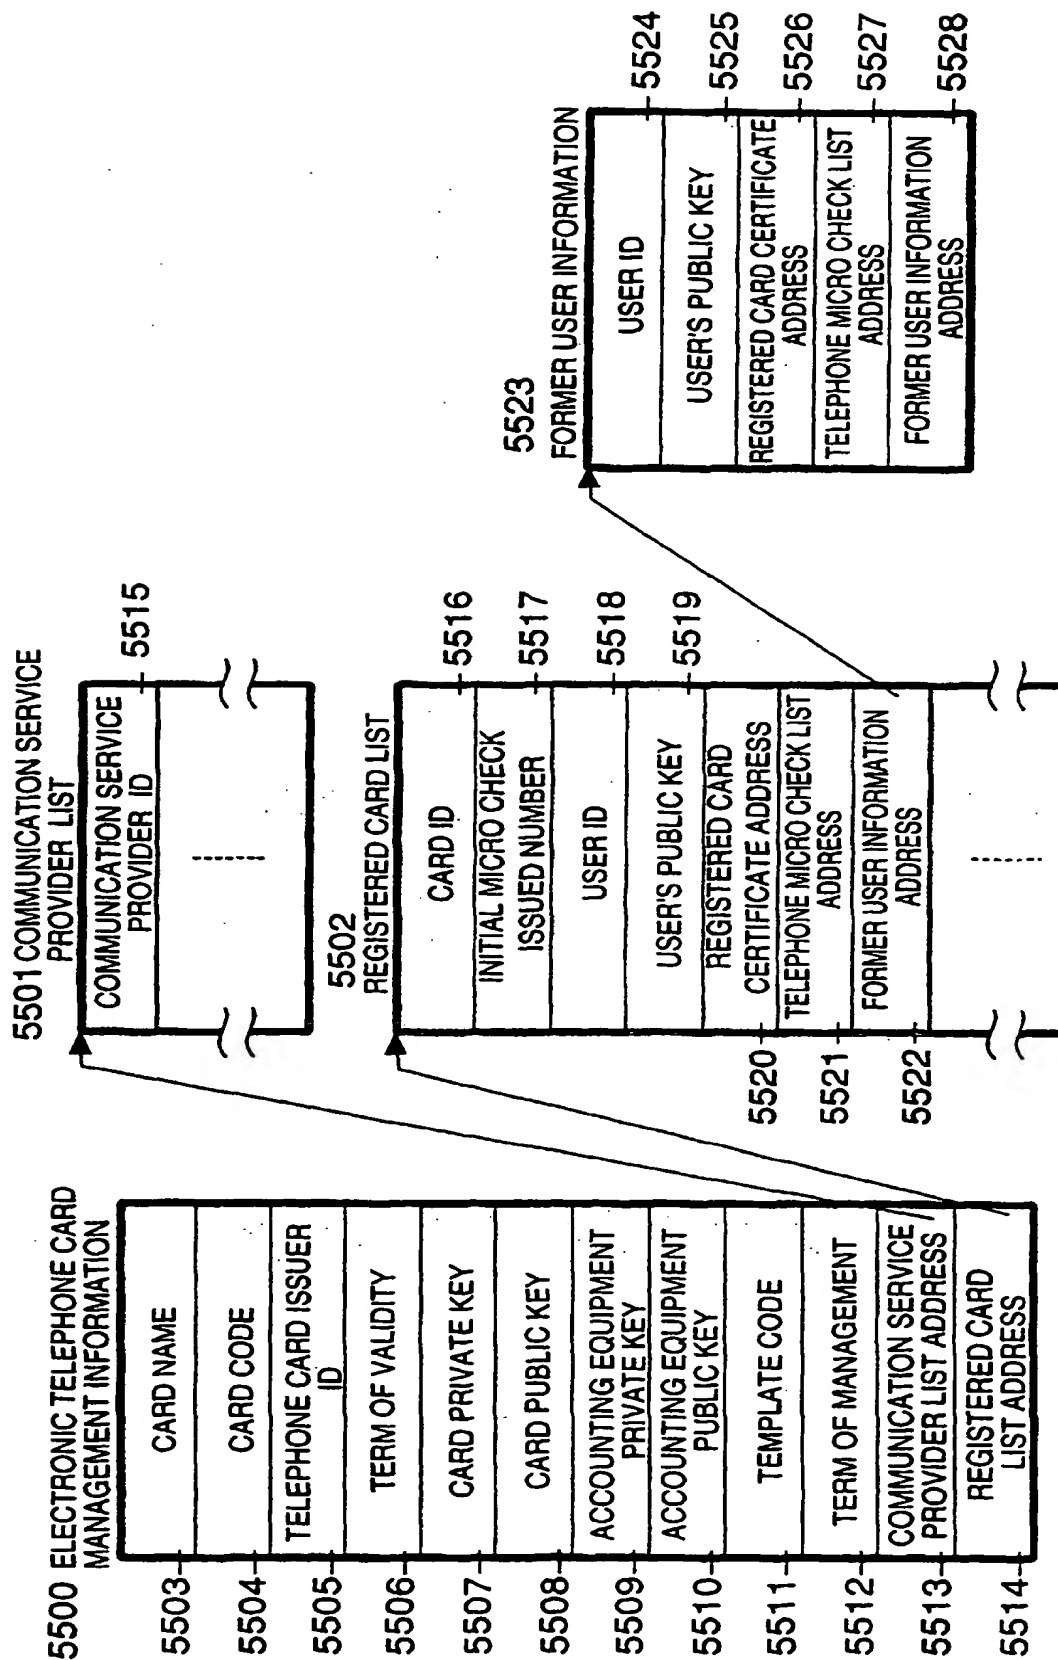 5500 ELECTRONIC TELEPHONE CARD
MANAGEMENT INFORMATION
5503
CARD NAME
5504
CARD CODE
5505
TELEPHONE CARD ISSUER
ID
5506
TERM OF VALIDITY
5507
CARD PRIVATE KEY
5508
CARD PUBLIC KEY
5509
ACCOUNTING EQUIPMENT
PRIVATE KEY
5510
ACCOUNTING EQUIPMENT
PUBLIC KEY
5511
TEMPLATE CODE
5512
TERM OF MANAGEMENT
5513
COMMUNICATION SERVICE
PROVIDER LIST ADDRESS
5514
REGISTERED CARD
LIST ADDRESS
5501 COMMUNICATION SERVICE
PROVIDER LIST
COMMUNICATION SERVICE
PROVIDER ID
5515
5502
REGISTERED CARD LIST
CARD ID
5516
INITIAL MICRO CHECK
ISSUED NUMBER
5517
USER ID
5518
USER'S PUBLIC KEY
5519
REGISTERED CARD
CERTIFICATE ADDRESS
5520
TELEPHONE MICRO CHECK LIST
ADDRESS
5521
FORMER USER INFORMATION
ADDRESS
5522
5523
FORMER USER INFORMATION
USER ID
5524
USER'S PUBLIC KEY
5525
REGISTERED CARD CERTIFICATE
ADDRESS
5526
TELEPHONE MICRO CHECK LIST
ADDRESS
5527
FORMER USER INFORMATION
ADDRESS
5528